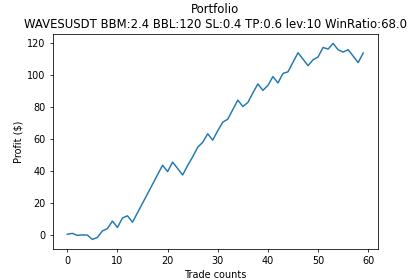 Portfolio
WAVESUSDT BBM:2.4 BBL:120 SL:0.4 TP:0.6 lev:10 WinRatio:68.0
120
100
80
60
40
20
0
Profit ($)
0 10 20 30 40 50 60
Trade counts